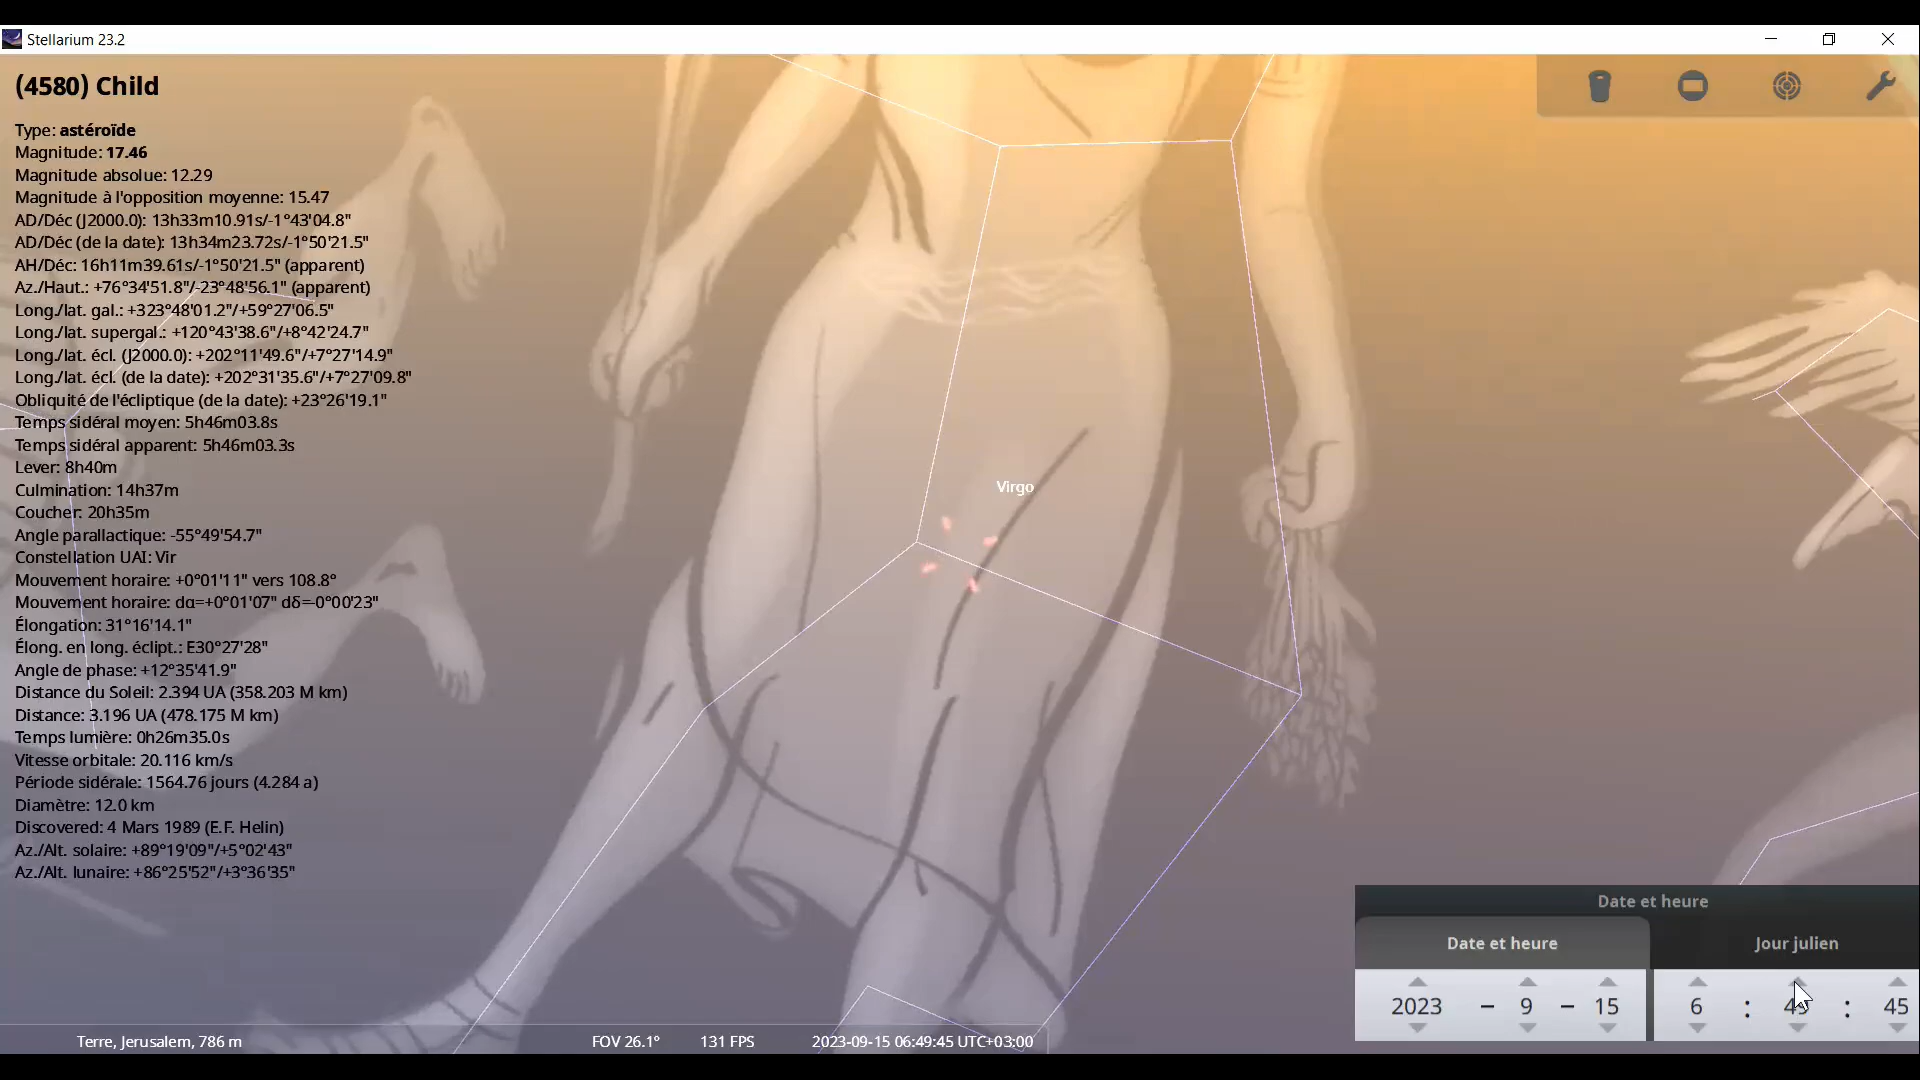 Stellarium 23.2
(4580) Child
Type: astéroïde
Magnitude: 17.46
Magnitude absolue: 12.29
Magnitude à l'opposition moyenne: 15.47
AD/Déc (J2000.0): 13h33m10.91s/-1°43'04.8"
AD/Déc (de la date): 13h34m23.72s/-1°50'21.5"
AH/Déc: 16h11m39.61s/-1°50'21.5" (apparent)
Az./Haut.: +76°34'51.8"/-23°48'56.1" (apparent)
Long./lat. gal.: +323°48'01.2"/+59°27'06.5"
Long./lat. supergal.: +120°43'38.6"/+8°42'24.7"
Long./lat. écl. (J2000.0): +202°11'49.6"/+7°27'14.9"
Long./lat. écl. (de la date): +202°31'35.6"/+7°27'09.8"
Obliquité de l'écliptique (de la date): +23°26'19.1"
Temps sidéral moyen: 5h46m03.8s
Temps sidéral apparent: 5h46m03.3s
Lever: 8h40m
Culmination: 14h37m
Coucher: 20h35m
Angle parallactique: -55°49'54.7"
Constellation UAI: Vir
Mouvement horaire: +0°01'11" vers 108.8°
Mouvement horaire: dα=+0°01'07" dδ=-0°00'23"
Élongation: 31°16'14.1"
Élong. en long. éclipt.: E30°27'28"
Angle de phase: +12°35'41.9"
Distance du Soleil: 2.394 UA (358.203 M km)
Distance: 3.196 UA (478.175 M km)
Temps lumière: 0h26m35.0s
Vitesse orbitale: 20.116 km/s
Période sidérale: 1564.76 jours (4.284 a)
Diamètre: 12.0 km
Discovered: 4 Mars 1989 (E.F. Helin)
Az./Alt. solaire: +89°19'09"/+5°02'43"
Az./Alt. lunaire: +86°25'52"/+3°36'35"
Virgo
Date et heure
Date et heure Jour julien
2023 - 9 - 15 6 : 49 : 45
Terre, Jerusalem, 786 m FOV 26.1° 131 FPS 2023-09-15 06:49:45 UTC+03:00